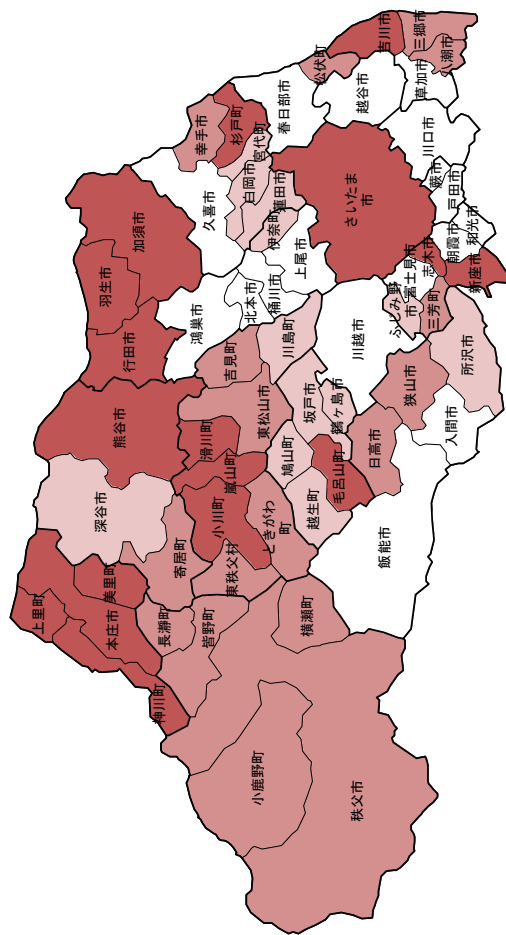 上里町
本庄市
美里町
神川町
深谷市
熊谷市
行田市
羽生市
加須市
長瀞町
皆野町
寄居町
東秩父村
小川町
嵐山町
滑川町
ときがわ
町
東松山市
吉見町
鴻巣市
北本市
桶川市
久喜市
幸手市
杉戸町
宮代町
白岡市
蓮田市
伊奈町
上尾市
春日部市
松伏町
越谷市
吉川市
三郷市
八潮市
草加市
川口市
さいたま
市
蕨市
戸田市
和光市
朝霞市
志木市
新座市
富士見市
ふじみ野
市
三芳町
川越市
川島町
坂戸市
鶴ヶ島市
鳩山町
越生町
毛呂山町
日高市
狭山市
所沢市
入間市
飯能市
横瀬町
小鹿野町
秩父市